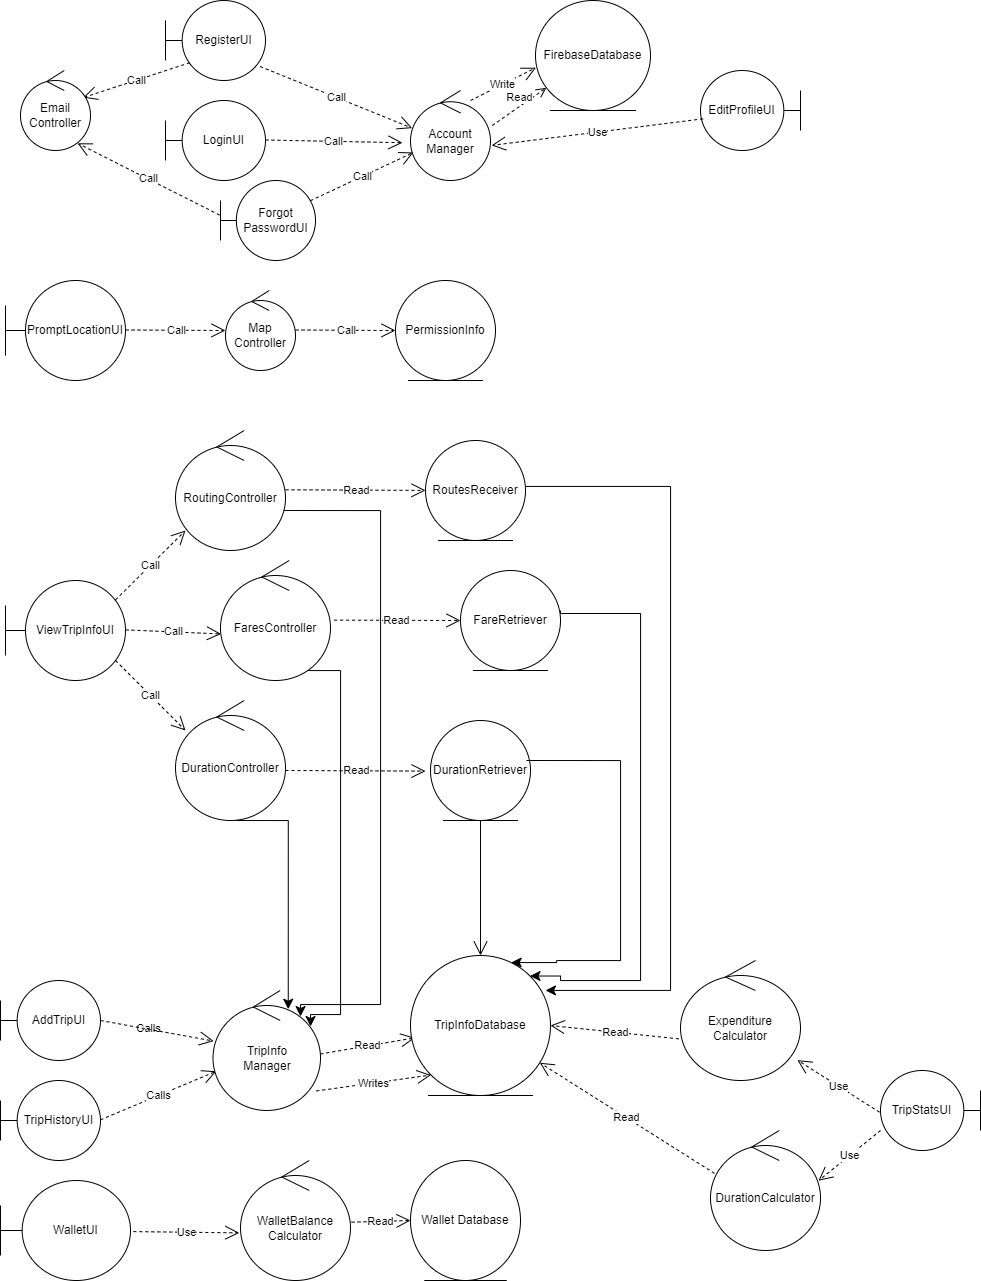 RegisterUI
FirebaseDatabase
Call
Write
Email
Controller
Call
Read
EditProfileUI
LoginUI
Call
Account
Manager
Use
Call
Call
Forgot
PasswordUI
PromptLocationUI
Call
Map
Controller
Call
PermissionInfo
RoutingController
Read
RoutesReceiver
Call
ViewTripInfoUI
Call
FaresController
Read
FareRetriever
Call
DurationController
Read
DurationRetriever
AddTripUI
Calls
TripInfo
Manager
Read
TripInfoDatabase
Read
Expenditure
Calculator
TripHistoryUI
Calls
Writes
Read
Use
TripStatsUI
Use
DurationCalculator
WalletUI
Use
WalletBalance
Calculator
Read
Wallet Database